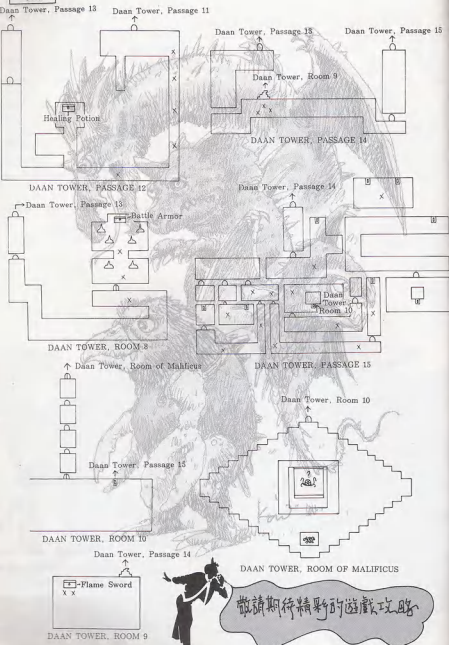 Daan Tower, Passage 13
Daan Tower, Passage 11
Healing Potion
DAAN TOWER, PASSAGE 12
Daan Tower, Passage 13
Daan Tower, Passage 15
Daan Tower, Room 9
DAAN TOWER, PASSAGE 14
Daan Tower, Passage 13
Battle Armor
DAAN TOWER, ROOM 8
Daan Tower, Passage 14
Daan
Tower
Room 10
DAAN TOWER, PASSAGE 15
Daan Tower, Room of Malificus
Daan Tower, Passage 15
DAAN TOWER, ROOM 10
Daan Tower, Room 10
DAAN TOWER, ROOM OF MALIFICUS
Daan Tower, Passage 14
Flame Sword
DAAN TOWER, ROOM 9
敬請期待精彩的遊戲攻略